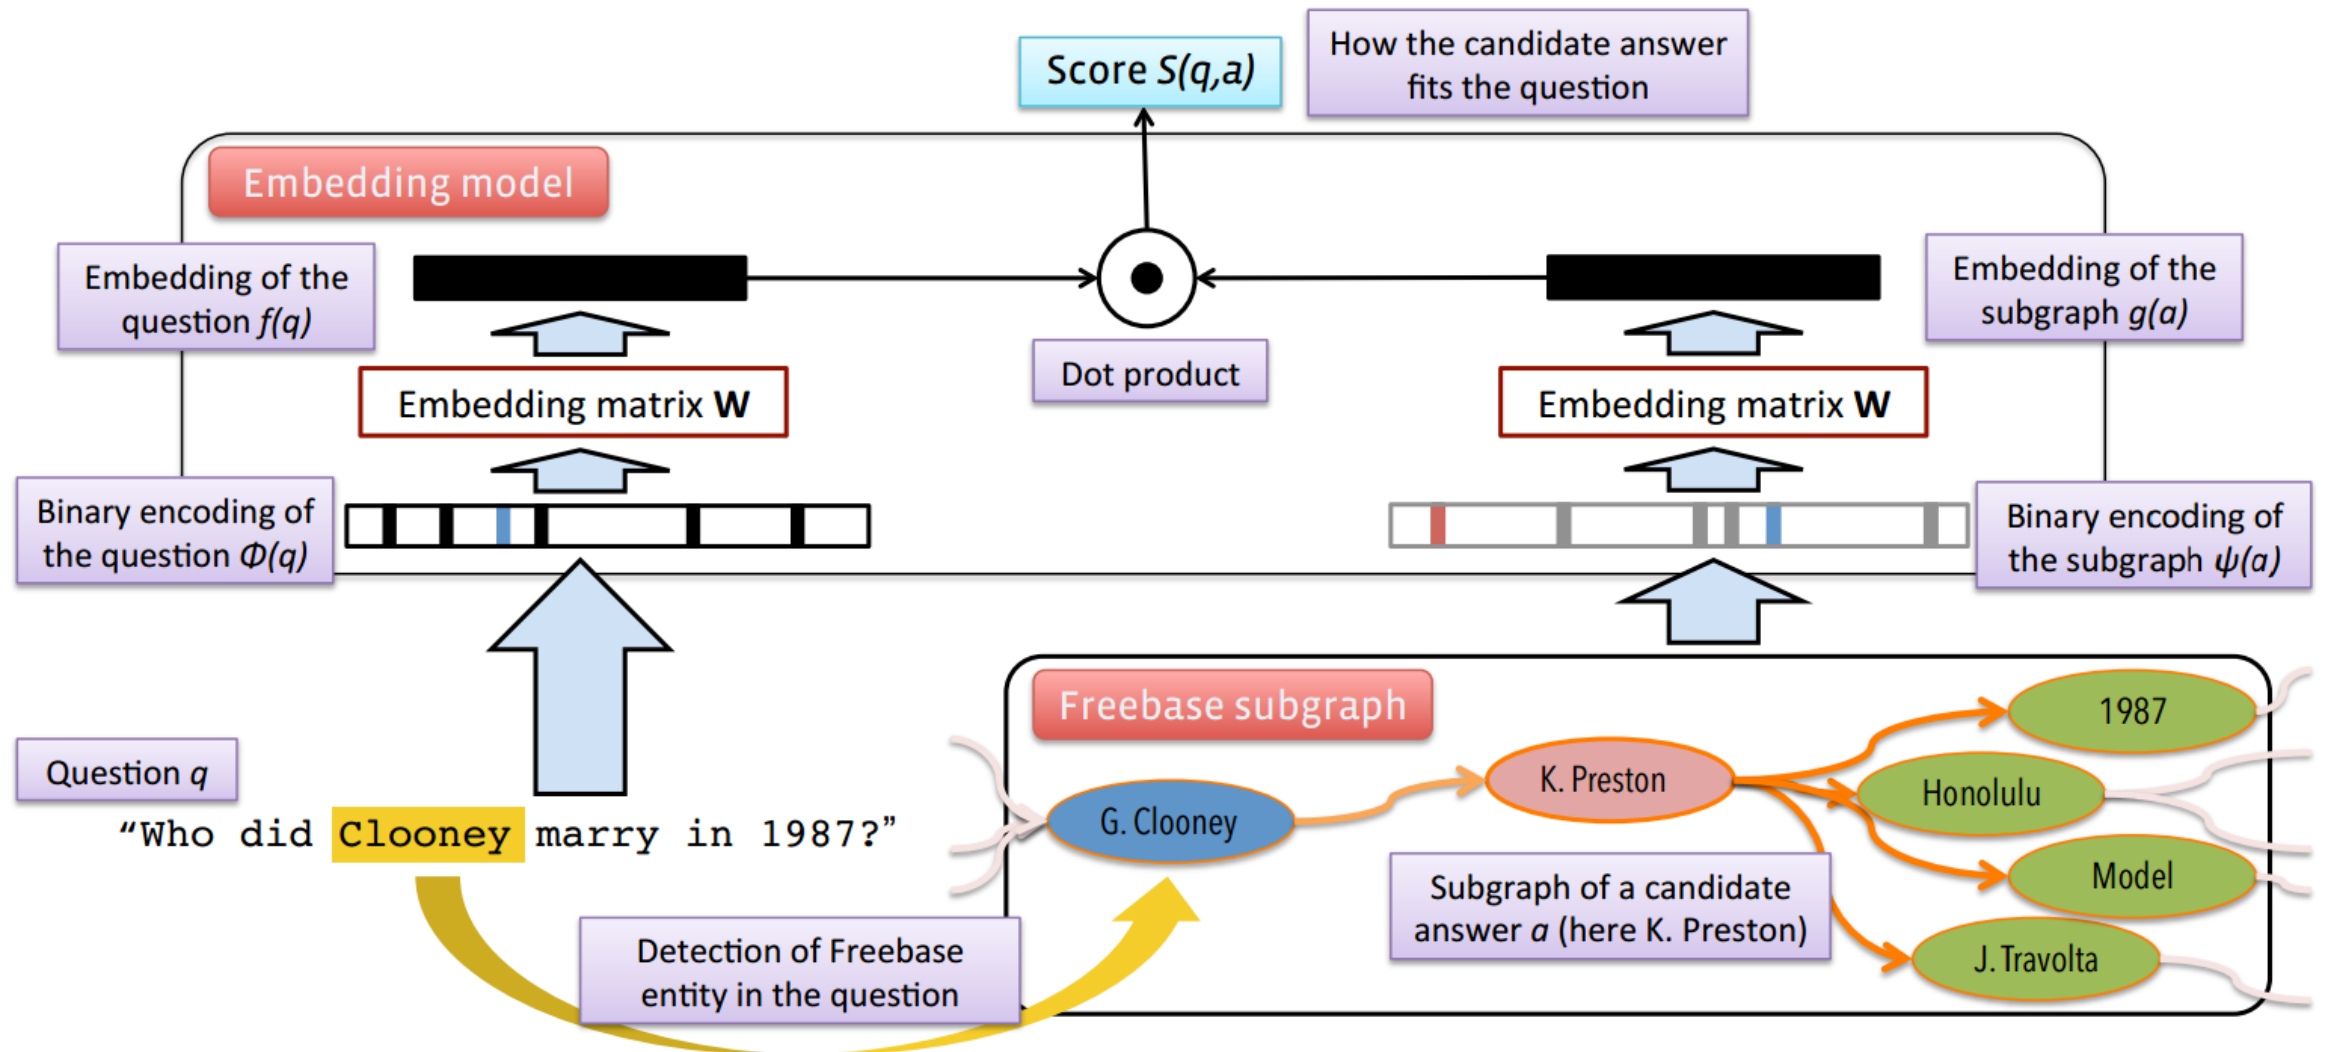 Score S(q,a)
How the candidate answer
fits the question
Embedding model
Embedding of the
question f(q)
Embedding of the
subgraph g(a)
Dot product
Embedding matrix W
Embedding matrix W
Binary encoding of
the question Φ(q)
Binary encoding of
the subgraph ψ(a)
Question q
“Who did Clooney marry in 1987?”
Detection of Freebase
entity in the question
Freebase subgraph
G. Clooney
K. Preston
1987
Honolulu
Model
J. Travolta
Subgraph of a candidate
answer a (here K. Preston)